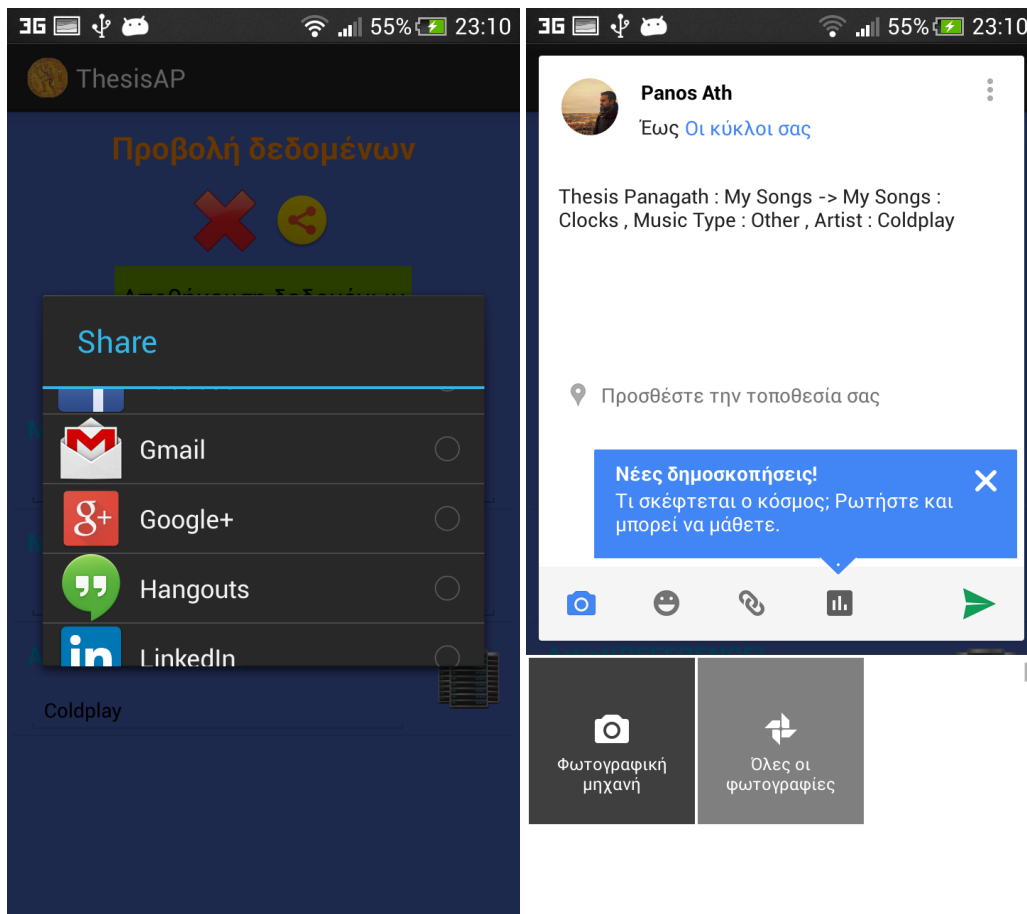 3G 55% 23:10
ThesisAP
Προβολή δεδομένων
Αποθήκευση δεδομένων
Share
Gmail
Google+
Hangouts
LinkedIn
Coldplay
3G 55% 23:10
Panos Ath
Έως Οι κύκλοι σας
Thesis Panagath : My Songs -> My Songs :
Clocks , Music Type : Other , Artist : Coldplay
Προσθέστε την τοποθεσία σας
Νέες δημοσκοπήσεις!
Τι σκέφτεται ο κόσμος; Ρωτήστε και
μπορεί να μάθετε.
Φωτογραφική
μηχανή
Όλες οι
φωτογραφίες